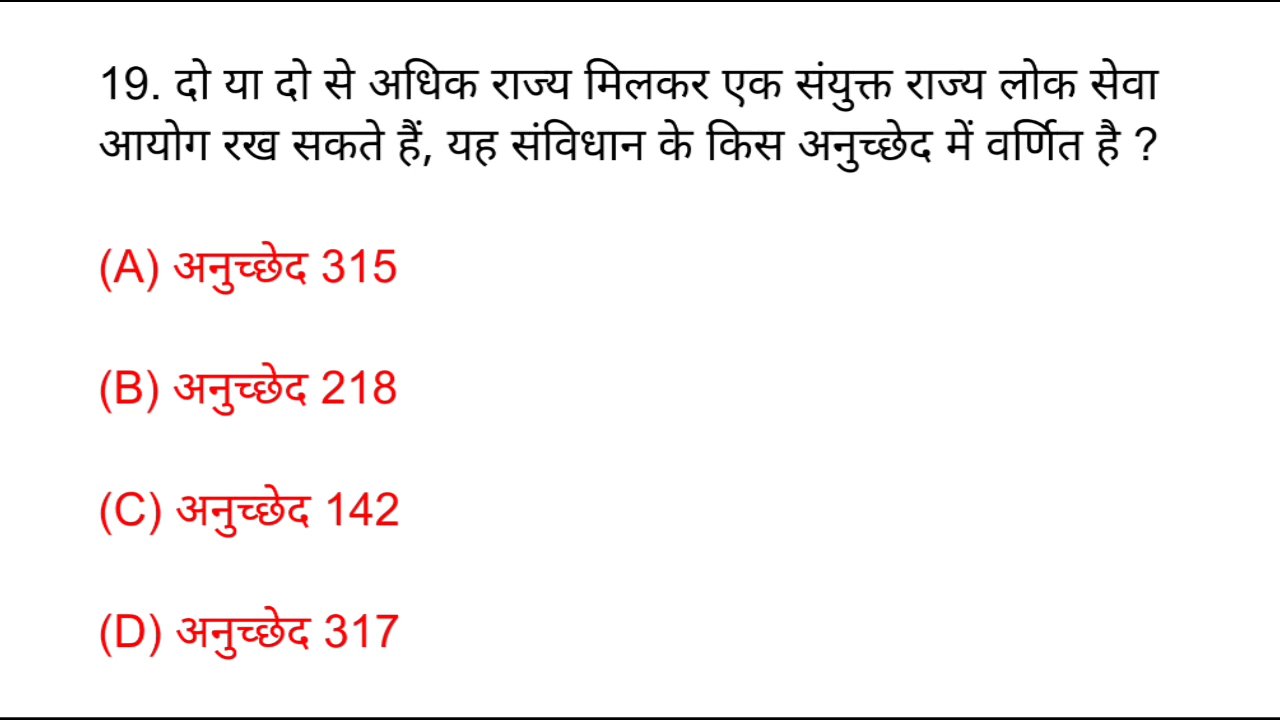 19. दो या दो से अधिक राज्य मिलकर एक संयुक्त राज्य लोक सेवा
आयोग रख सकते हैं, यह संविधान के किस अनुच्छेद में वर्णित है ?
(A) अनुच्छेद 315
(B) अनुच्छेद 218
(C) अनुच्छेद 142
(D) अनुच्छेद 317